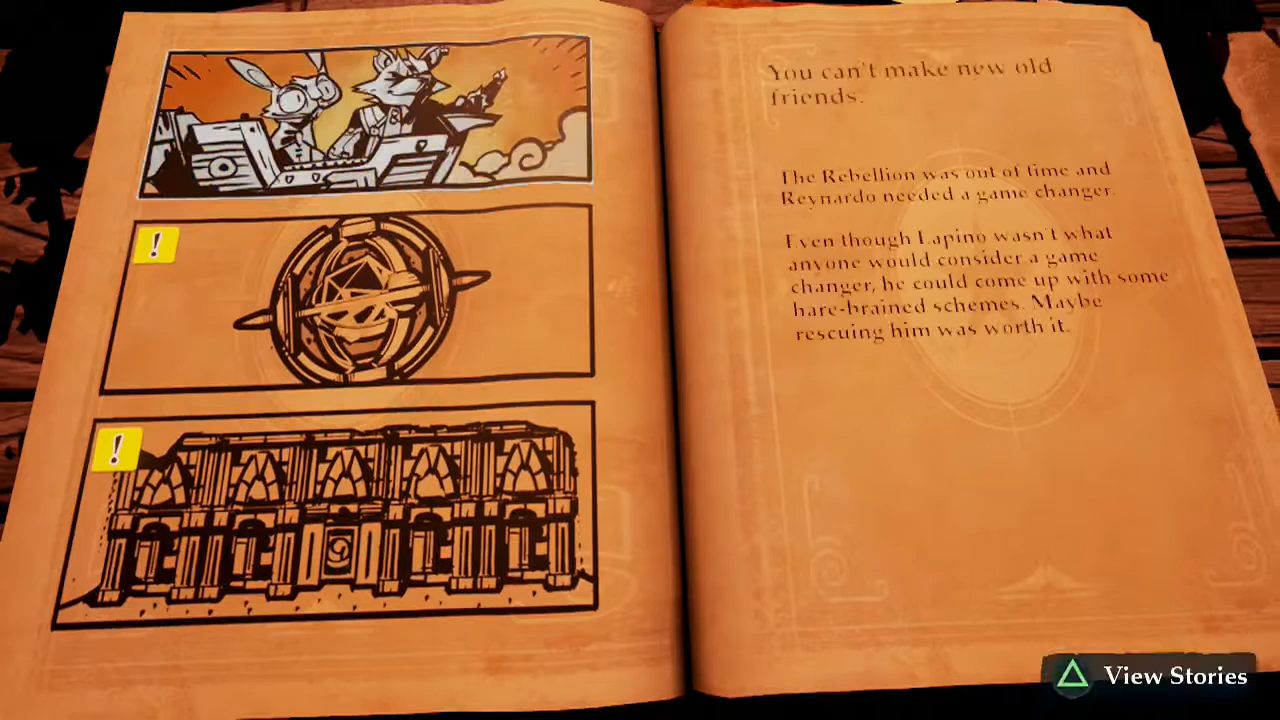 !
!
You can't make new old
friends.
The Rebellion was out of time and
Reynardo needed a game changer.
Even though Lapino wasn't what
anyone would consider a game
changer, he could come up with some
hare-brained schemes. Maybe
rescuing him was worth it.
View Stories